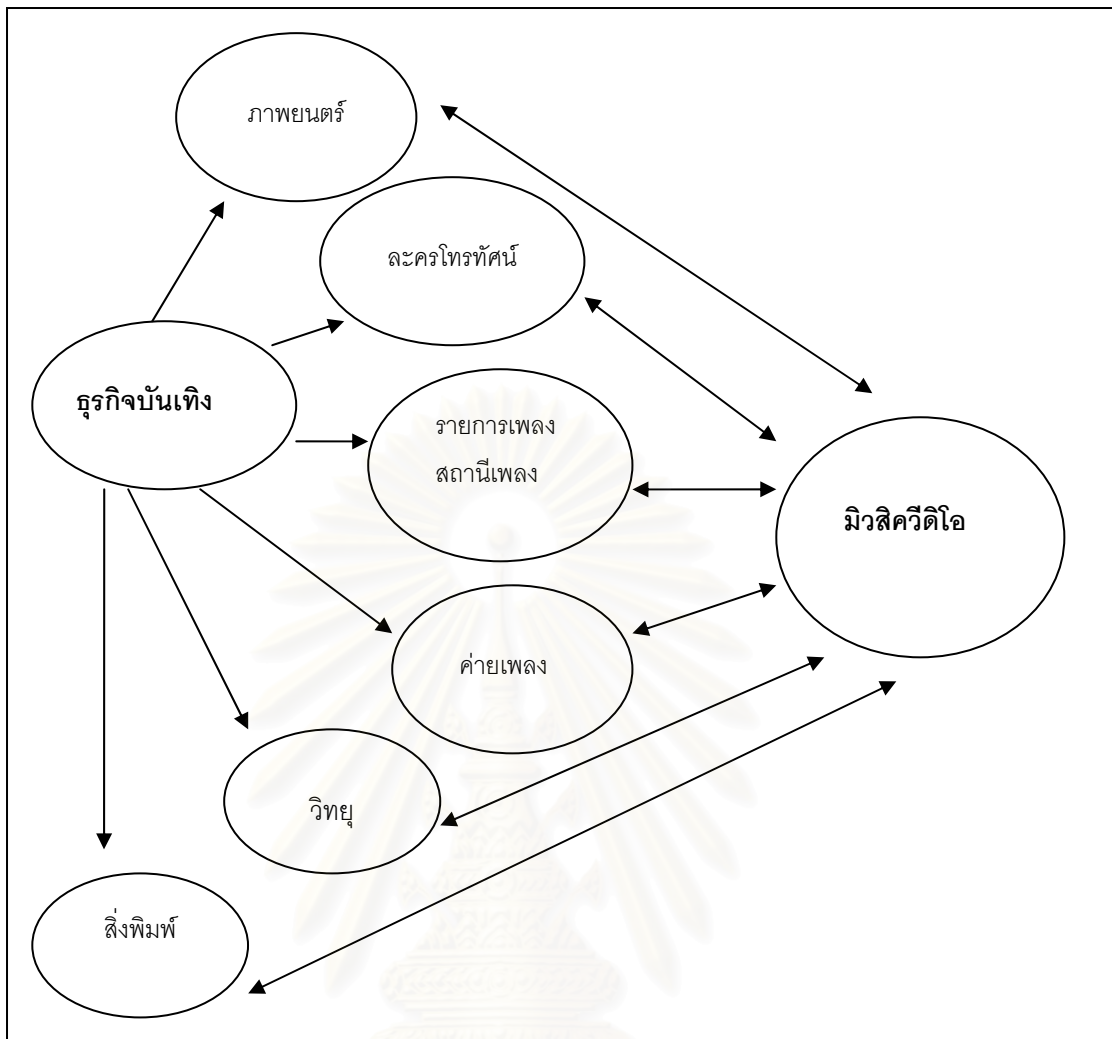 ภาพยนตร์
ละครโทรทัศน์
ธุรกิจบันเทิง
รายการเพลง
สถานีเพลง
มิวสิควีดิโอ
ค่ายเพลง
วิทยุ
สิ่งพิมพ์